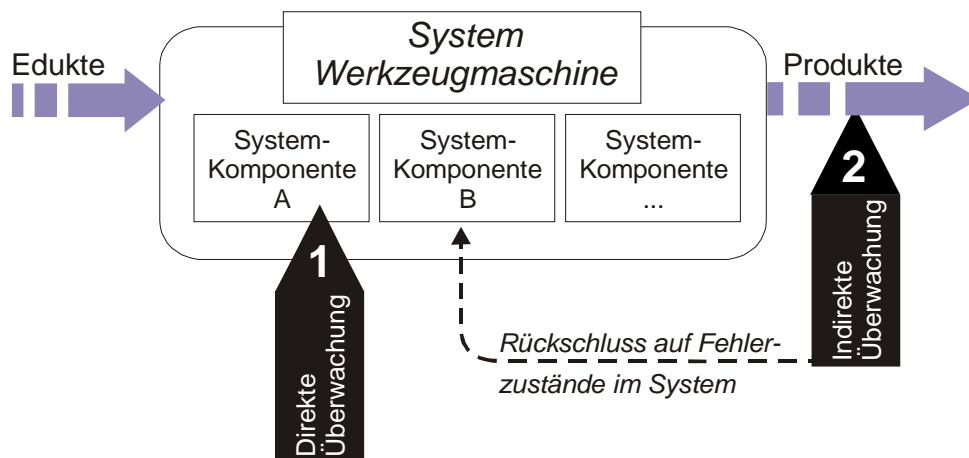 System
Werkzeugmaschine
Edukte
Produkte
System-
Komponente
A
System-
Komponente
B
System-
Komponente
...
1
Direkte
Überwachung
2
Indirekte
Überwachung
Rückschluss auf Fehler-
zustände im System